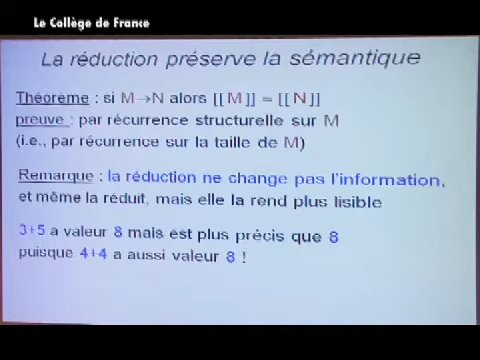 Le Collège de France
La réduction préserve la sémantique
Théorème : si M→N alors [[ M ]] = [[ N ]]
preuve : par récurrence structurelle sur M
(i.e., par récurrence sur la taille de M)
Remarque : la réduction ne change pas l'information,
et même la réduit, mais elle la rend plus lisible
3+5 a valeur 8 mais est plus précis que 8
puisque 4+4 a aussi valeur 8 !